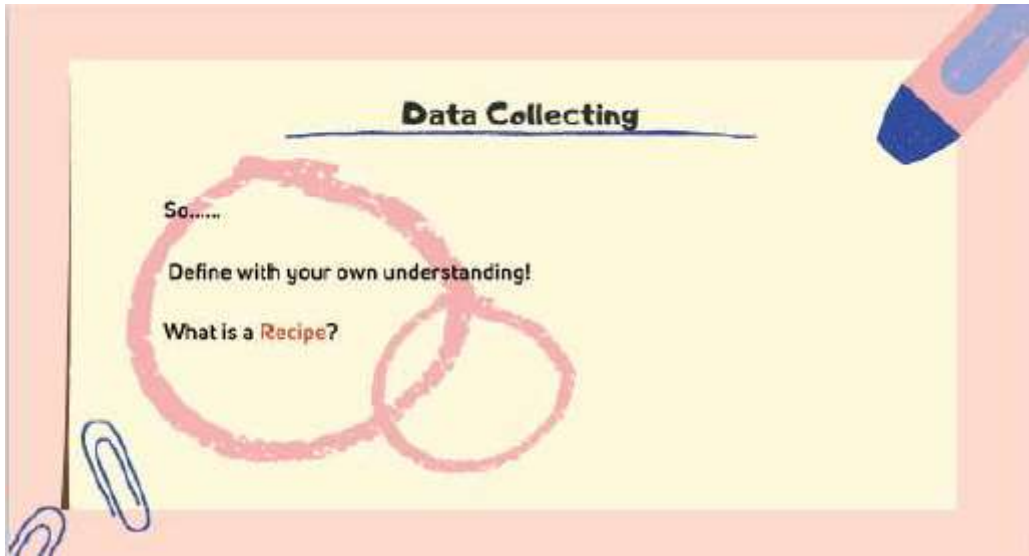 Data Collecting
So......
Define with your own understanding!
What is a Recipe?